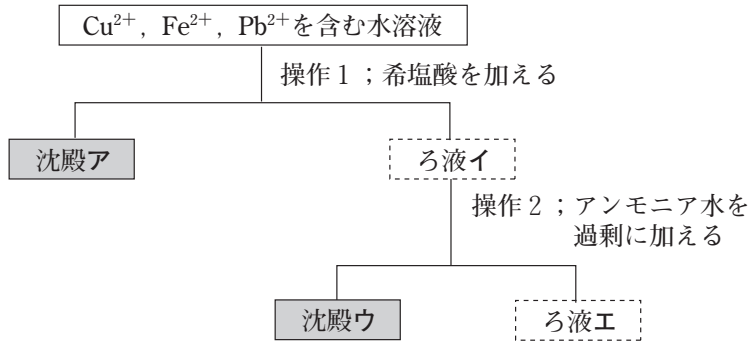 Cu²⁺，Fe²⁺，Pb²⁺を含む水溶液
操作1；希塩酸を加える
沈殿ア
ろ液イ
操作2；アンモニア水を
過剰に加える
沈殿ウ
ろ液エ